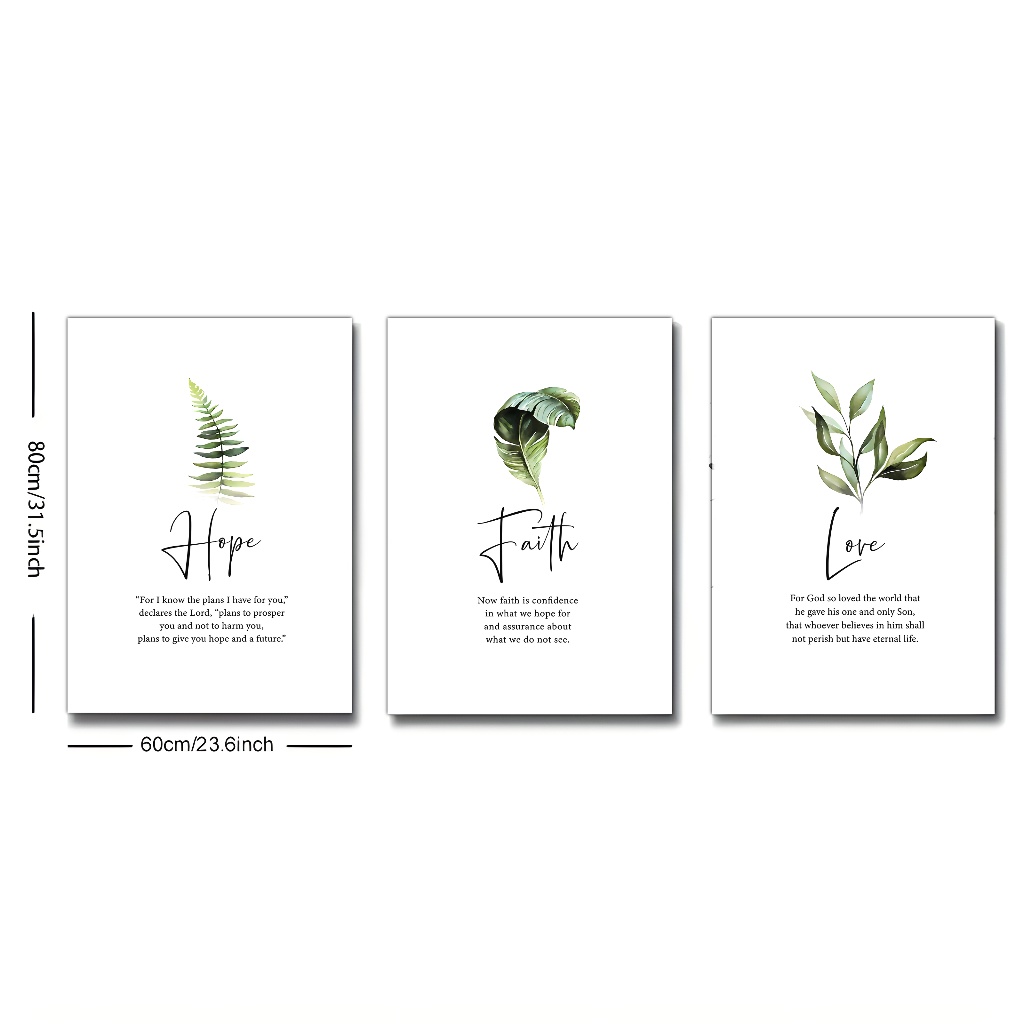 80cm/31.5inch
Hope
“For I know the plans I have for you,”
declares the Lord, “plans to prosper
you and not to harm you,
plans to give you hope and a future.”
60cm/23.6inch
Faith
Now faith is confidence
in what we hope for
and assurance about
what we do not see.
Love
For God so loved the world that
he gave his one and only Son,
that whoever believes in him shall
not perish but have eternal life.